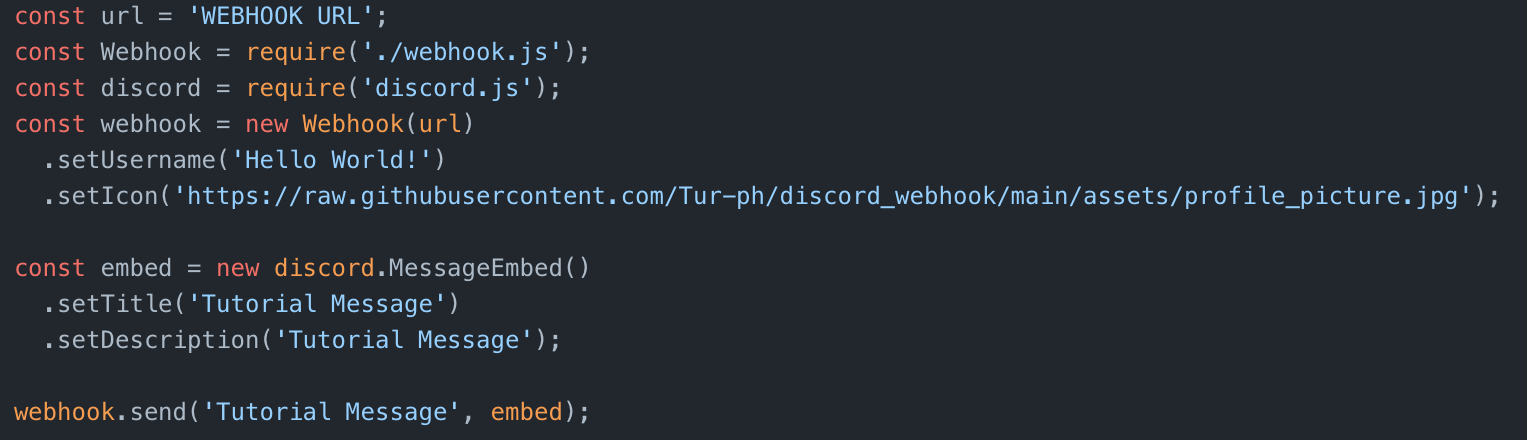 const url = 'WEBHOOK URL';
const Webhook = require('./webhook.js');
const discord = require('discord.js');
const webhook = new Webhook(url)
  .setUsername('Hello World!')
  .setIcon('https://raw.githubusercontent.com/Tur-ph/discord_webhook/main/assets/profile_picture.jpg');

const embed = new discord.MessageEmbed()
  .setTitle('Tutorial Message')
  .setDescription('Tutorial Message');

webhook.send('Tutorial Message', embed);